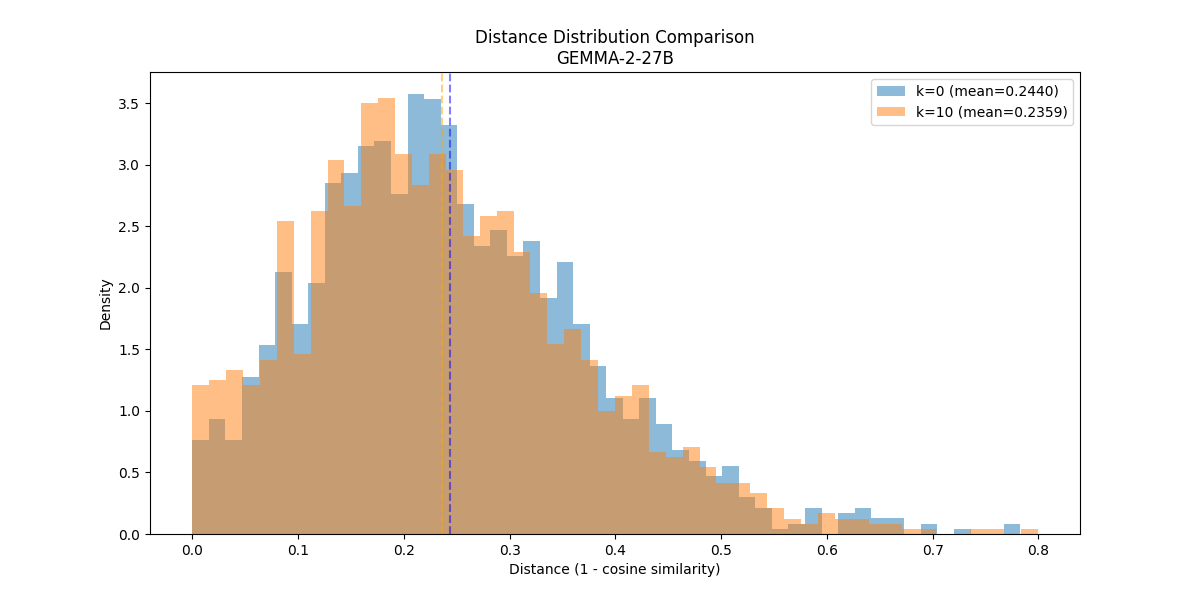 Distance Distribution Comparison
GEMMA-2-27B
k=0 (mean=0.2440)
k=10 (mean=0.2359)
Density
3.5
3.0
2.5
2.0
1.5
1.0
0.5
0.0
0.0 0.1 0.2 0.3 0.4 0.5 0.6 0.7 0.8
Distance (1 - cosine similarity)